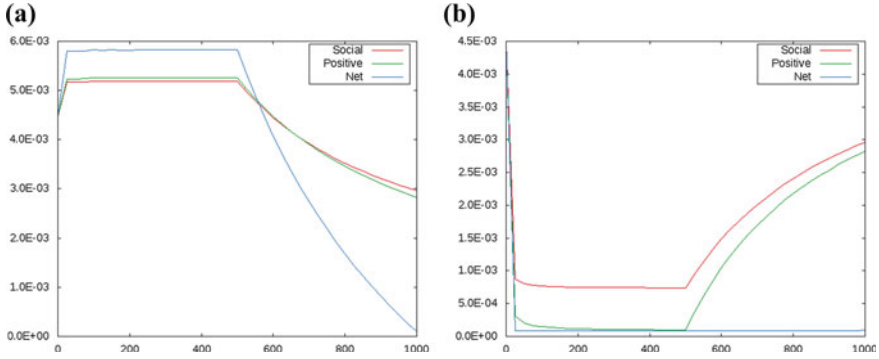 (a)
6.0E-03
5.0E-03
4.0E-03
3.0E-03
2.0E-03
1.0E-03
0.0E+00
0 200 400 600 800 1000
Social
Positive
Net
(b)
4.5E-03
4.0E-03
3.5E-03
3.0E-03
2.5E-03
2.0E-03
1.5E-03
1.0E-03
5.0E-04
0.0E+00
0 200 400 600 800 1000
Social
Positive
Net